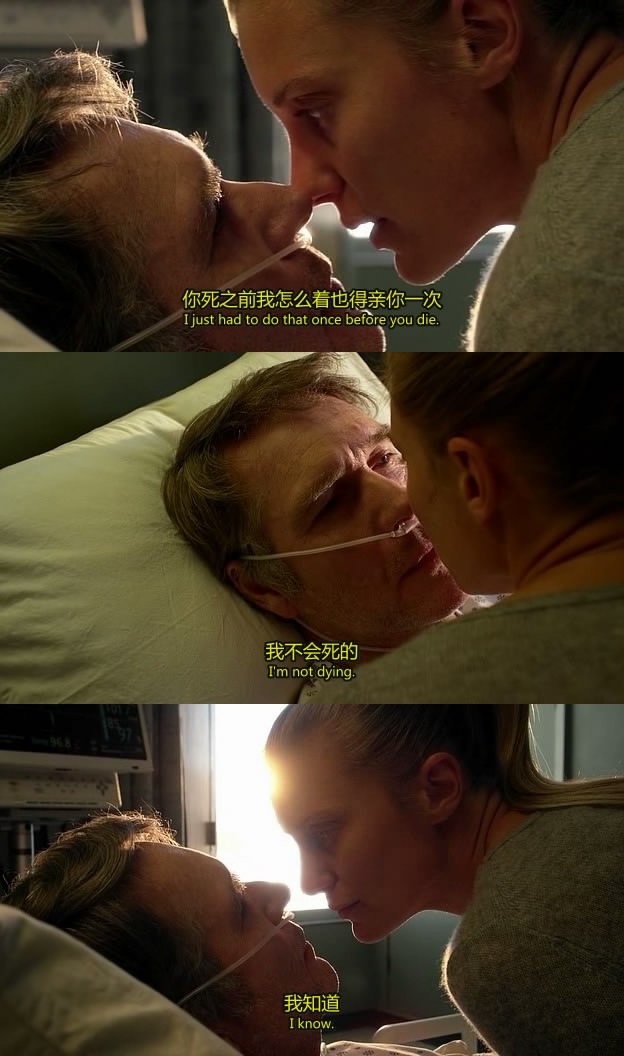 你死之前我怎么着也得亲你一次
I just had to do that once before you die.
我不会死的
I'm not dying.
我知道
I know.